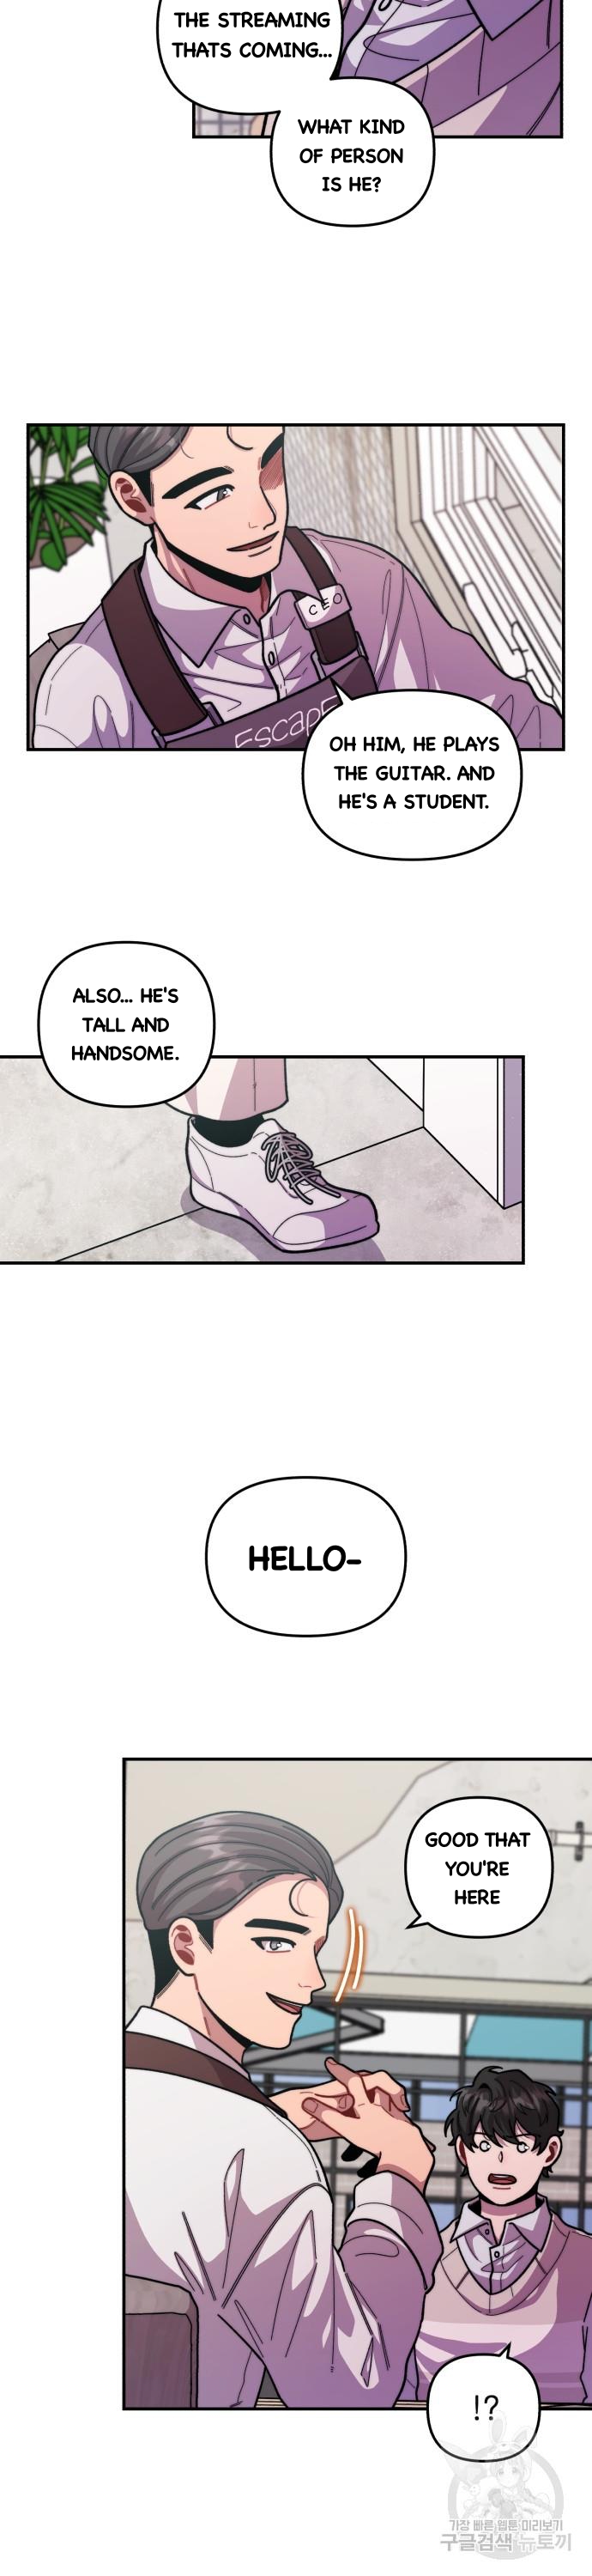 THE STREAMING
THATS COMING...
WHAT KIND
OF PERSON
IS HE?
CEO
Escape
OH HIM, HE PLAYS
THE GUITAR. AND
HE'S A STUDENT.
ALSO... HE'S
TALL AND
HANDSOME.
HELLO-
GOOD THAT
YOU'RE
HERE
!?
가장 빠른 웹툰 미리보기
구글검색 뉴토끼